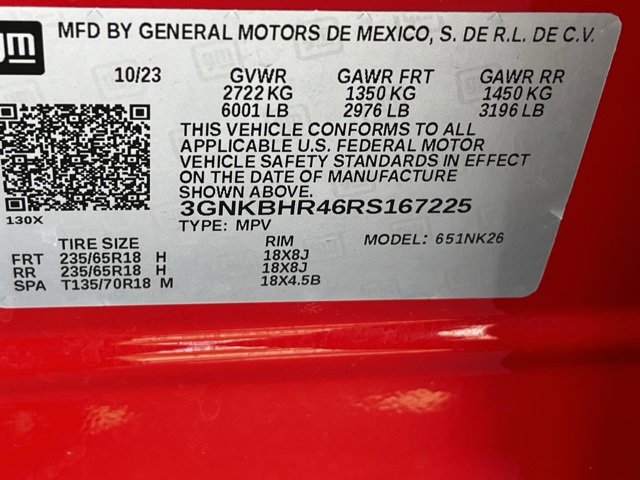 gm MFD BY GENERAL MOTORS DE MEXICO, S. DE R.L. DE C.V.
10/23 GVWR GAWR FRT GAWR RR
2722 KG 1350 KG 1450 KG
6001 LB 2976 LB 3196 LB
THIS VEHICLE CONFORMS TO ALL
APPLICABLE U.S. FEDERAL MOTOR
VEHICLE SAFETY STANDARDS IN EFFECT
ON THE DATE OF MANUFACTURE
SHOWN ABOVE.
130X 3GNKBHR46RS167225
TYPE: MPV MODEL: 651NK26
TIRE SIZE RIM
FRT 235/65R18 H 18X8J
RR 235/65R18 H 18X8J
SPA T135/70R18 M 18X4.5B